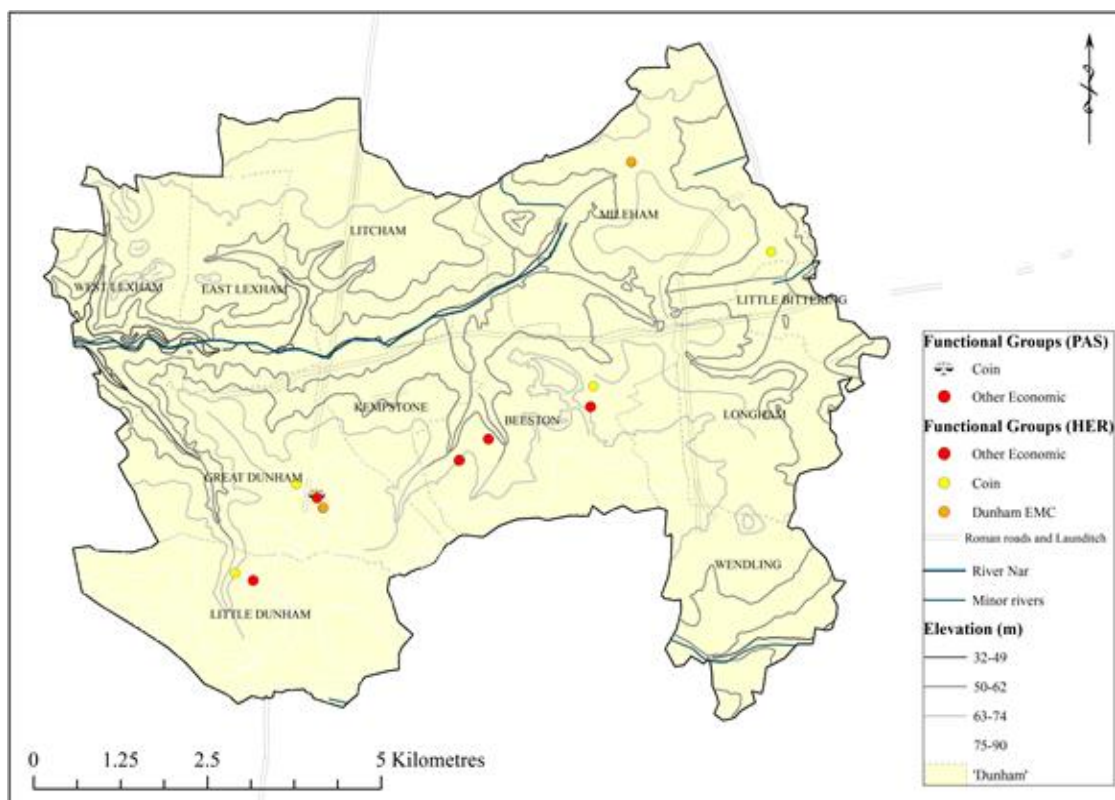 MILEHAM
LITCHAM
WEST LEXHAM
EAST LEXHAM
LITTLE BITTERING
KEMPSTONE
BEESTON
LONGHAM
GREAT DUNHAM
WENDLING
LITTLE DUNHAM
Functional Groups (PAS)
Coin
Other Economic
Functional Groups (HER)
Other Economic
Coin
Dunham EMC
Roman roads and Launditch
River Nar
Minor rivers
Elevation (m)
32-49
50-62
63-74
75-90
'Dunham'
0 1.25 2.5 5 Kilometres